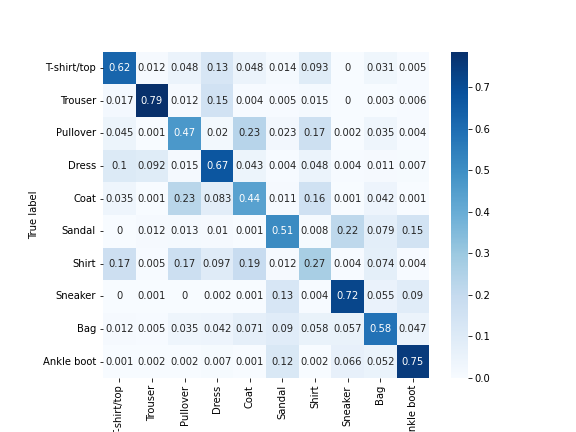 T-shirt/top 0.62 0.012 0.048 0.13 0.048 0.014 0.093 0 0.031 0.005
Trouser 0.017 0.79 0.012 0.15 0.004 0.005 0.015 0 0.003 0.006
Pullover 0.045 0.001 0.47 0.02 0.23 0.023 0.17 0.002 0.035 0.004
Dress 0.1 0.092 0.015 0.67 0.043 0.004 0.048 0.004 0.011 0.007
Coat 0.035 0.001 0.23 0.083 0.44 0.011 0.16 0.001 0.042 0.001
Sandal 0 0.012 0.013 0.01 0.001 0.51 0.008 0.22 0.079 0.15
Shirt 0.17 0.005 0.17 0.097 0.19 0.012 0.27 0.004 0.074 0.004
Sneaker 0 0.001 0 0.002 0.001 0.13 0.004 0.72 0.055 0.09
Bag 0.012 0.005 0.035 0.042 0.071 0.09 0.058 0.057 0.58 0.047
Ankle boot 0.001 0.002 0.002 0.007 0.001 0.12 0.002 0.066 0.052 0.75
True label
-shirt/top
Trouser
Pullover
Dress
Coat
Sandal
Shirt
Sneaker
Bag
nkle boot
0.7
0.6
0.5
0.4
0.3
0.2
0.1
0.0